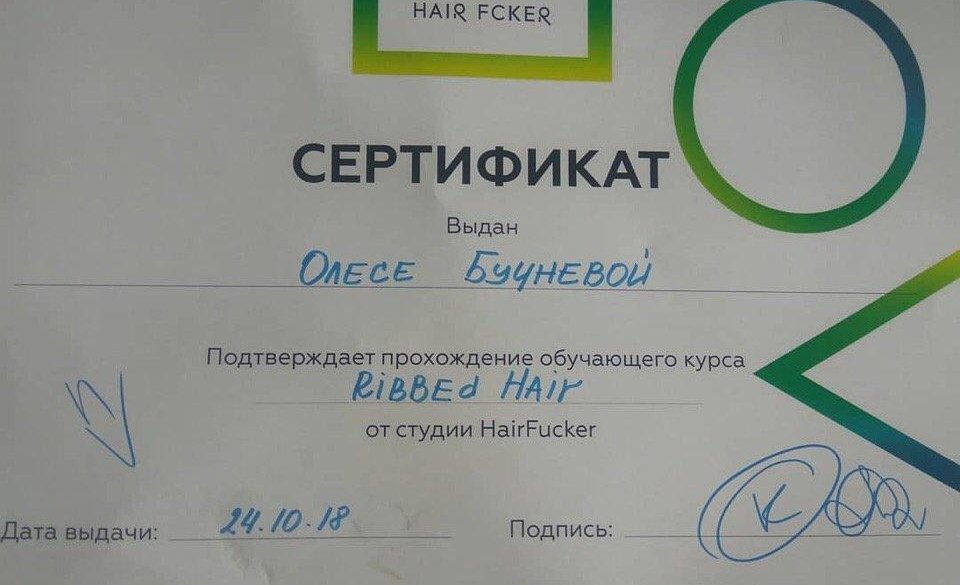 HAIR FCKER
СЕРТИФИКАТ
Выдан
ОЛЕСЕ БУЧНЕВОЙ
Подтверждает прохождение обучающего курса
RIBBEd HAIr
от студии HairFucker
Дата выдачи: 24.10.18
Подпись: